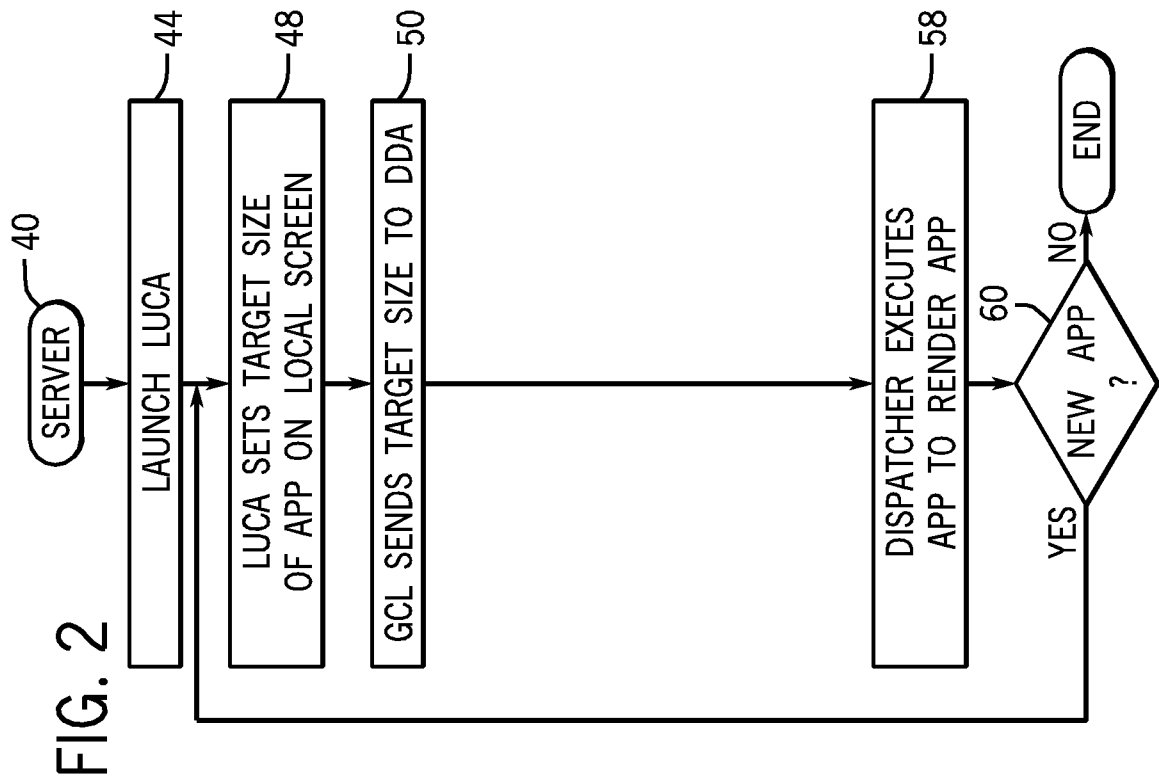 FIG. 2
SERVER
40
LAUNCH LUCA
44
LUCA SETS TARGET SIZE
OF APP ON LOCAL SCREEN
48
GCL SENDS TARGET SIZE TO DDA
50
DISPATCHER EXECUTES
APP TO RENDER APP
58
60
NEW APP
?
YES
NO
END